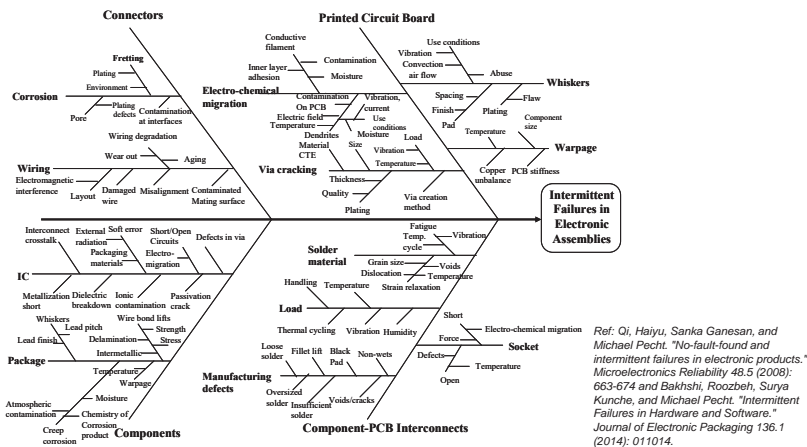 Connectors
Printed Circuit Board
Fretting
Plating
Environment
Corrosion
Pore
Plating
defects
Contamination
at interfaces
Wiring degradation
Wear out
Aging
Wiring
Electromagnetic
interference
Layout
Damaged
wire
Misalignment
Contaminated
Mating surface
Conductive
filament
Contamination
Inner layer
adhesion
Moisture
Electro-chemical
migration
Contamination
On PCB
Vibration,
current
Electric field
Temperature
Use
conditions
Dendrites
Moisture
Material
CTE
Size
Load
Vibration
Temperature
Via cracking
Thickness
Quality
Plating
Via creation
method
Use conditions
Vibration
Convection
air flow
Abuse
Whiskers
Spacing
Finish
Pad
Plating
Flaw
Temperature
Component
size
Warpage
Copper
unbalance
PCB stiffness
Intermittent
Failures in
Electronic
Assemblies
Interconnect
crosstalk
External
radiation
Soft error
Packaging
materials
Short/Open
Circuits
Electro-
migration
Defects in via
IC
Metallization
short
Dielectric
breakdown
Ionic
contamination
Passivation
crack
Whiskers
Lead pitch
Lead finish
Wire bond lifts
Strength
Delamination
Stress
Intermetallic
Package
Temperature
Warpage
Moisture
Atmospheric
contamination
Creep
corrosion
Chemistry of
Corrosion
product
Components
Fatigue
Temp.
cycle
Vibration
Solder
material
Grain size
Dislocation
Voids
Temperature
Strain relaxation
Handling
Temperature
Load
Thermal cycling
Vibration
Humidity
Short
Electro-chemical migration
Force
Socket
Defects
Temperature
Open
Loose
solder
Fillet lift
Black
Pad
Non-wets
Manufacturing
defects
Oversized
solder
Insufficient
solder
Voids/cracks
Component-PCB Interconnects
Ref: Qi, Haiyu, Sanka Ganesan, and
Michael Pecht. "No-fault-found and
intermittent failures in electronic products."
Microelectronics Reliability 48.5 (2008):
663-674 and Bakhshi, Roozbeh, Surya
Kunche, and Michael Pecht. "Intermittent
Failures in Hardware and Software."
Journal of Electronic Packaging 136.1
(2014): 011014.